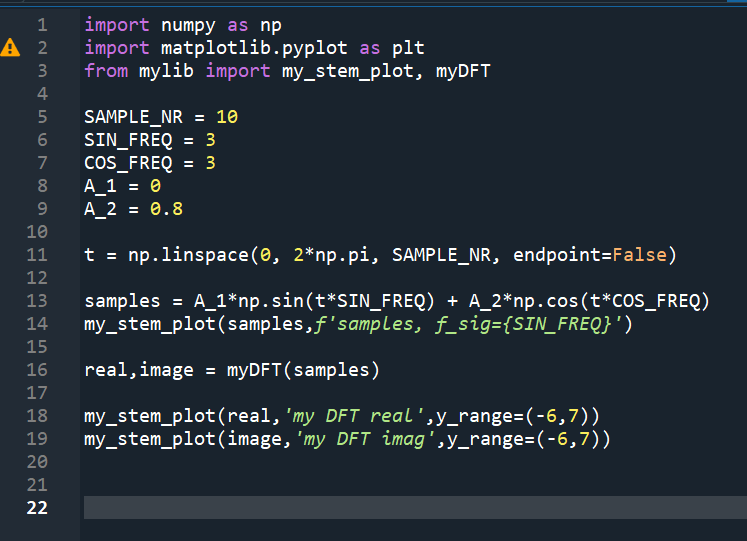 1 import numpy as np
2 import matplotlib.pyplot as plt
3 from mylib import my_stem_plot, myDFT
4
5 SAMPLE_NR = 10
6 SIN_FREQ = 3
7 COS_FREQ = 3
8 A_1 = 0
9 A_2 = 0.8
10
11 t = np.linspace(0, 2*np.pi, SAMPLE_NR, endpoint=False)
12
13 samples = A_1*np.sin(t*SIN_FREQ) + A_2*np.cos(t*COS_FREQ)
14 my_stem_plot(samples,f'samples, f_sig={SIN_FREQ}')
15
16 real,image = myDFT(samples)
17
18 my_stem_plot(real,'my DFT real',y_range=(-6,7))
19 my_stem_plot(image,'my DFT imag',y_range=(-6,7))
20
21
22